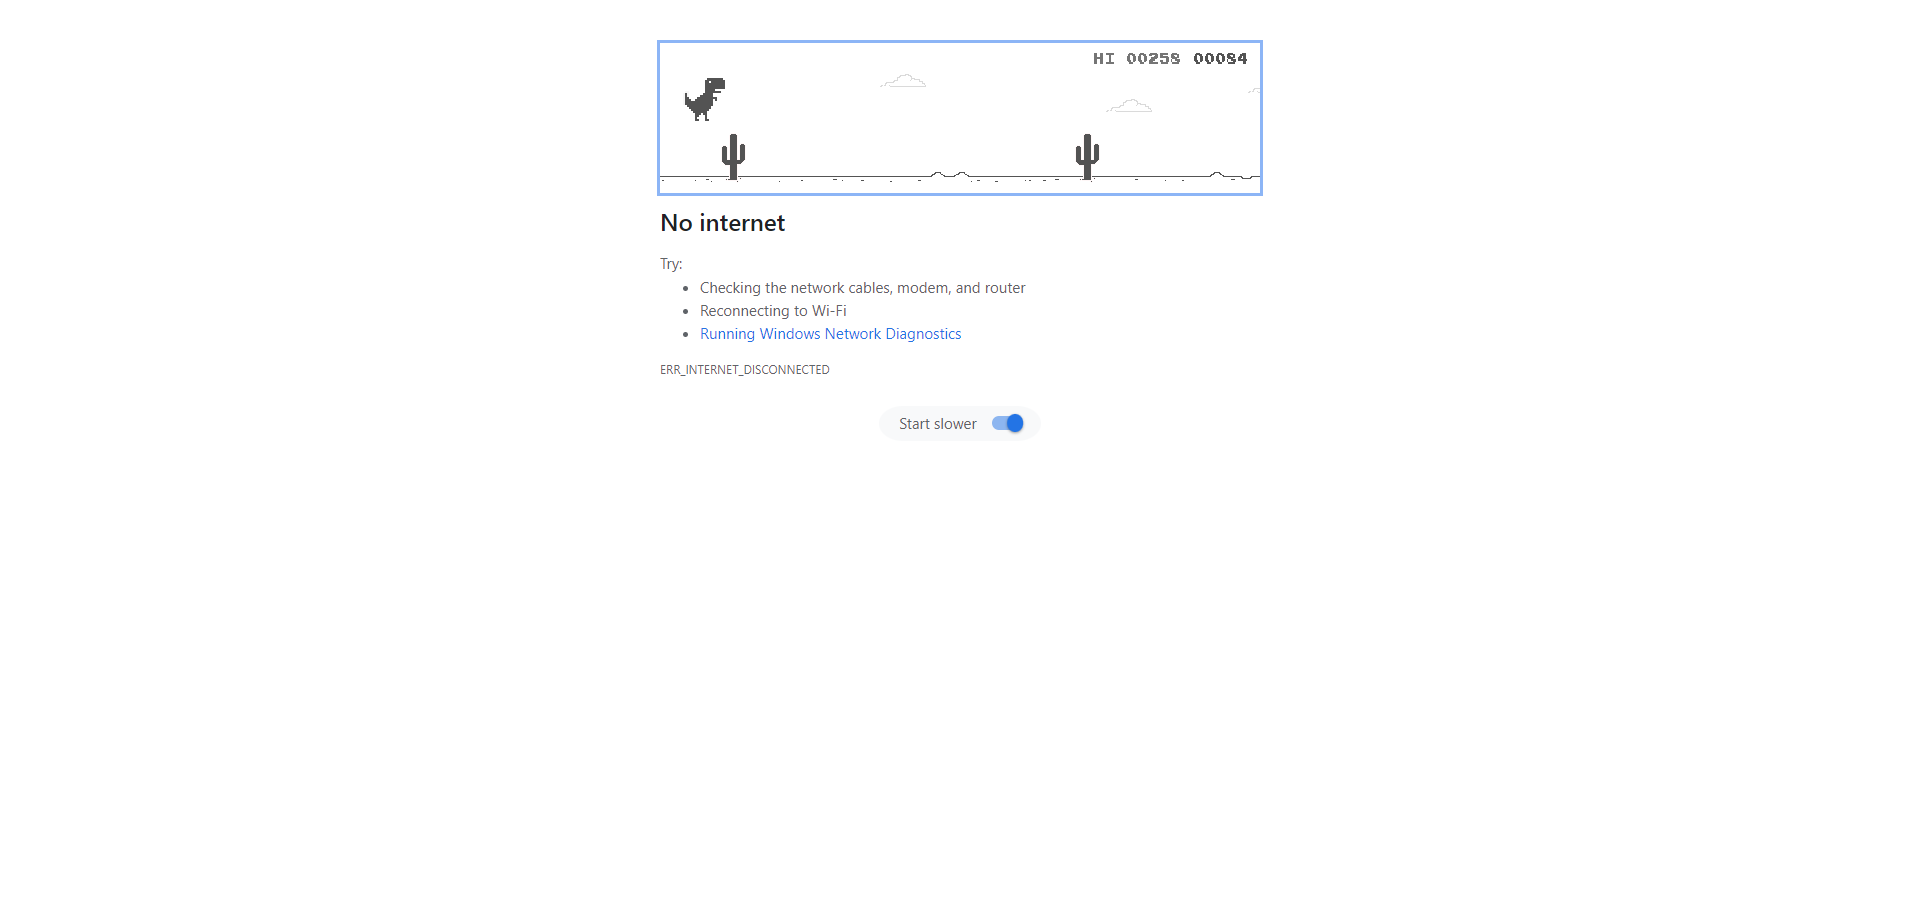 HI 00258 00084
No internet
Try:
Checking the network cables, modem, and router
Reconnecting to Wi-Fi
Running Windows Network Diagnostics
ERR_INTERNET_DISCONNECTED
Start slower